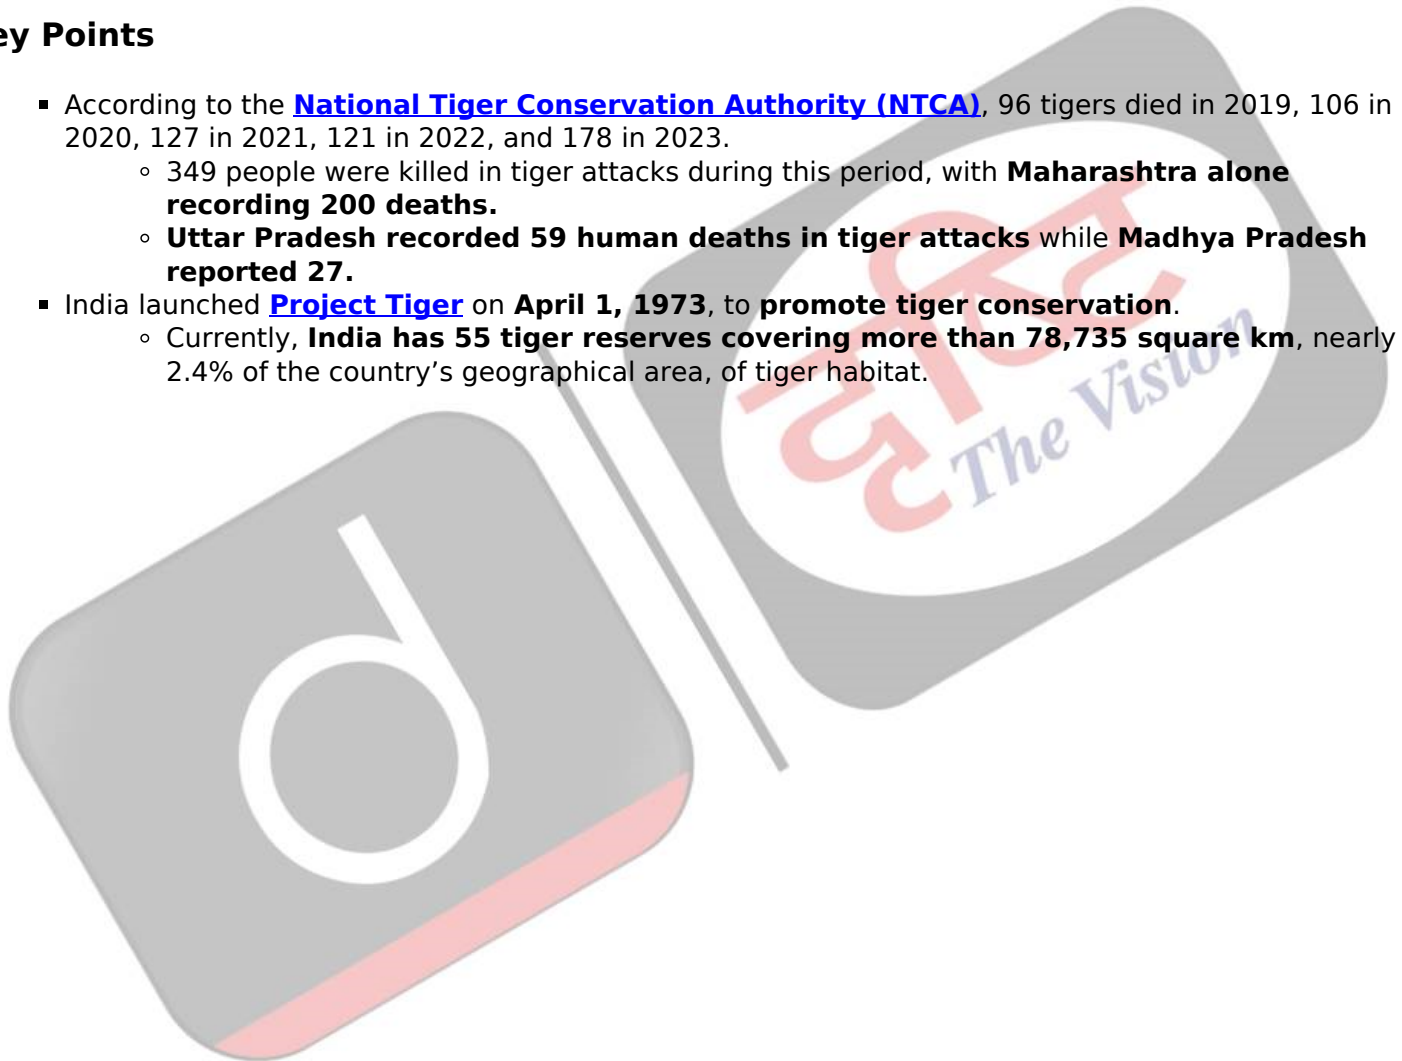 ey Points
▪ According to the National Tiger Conservation Authority (NTCA), 96 tigers died in 2019, 106 in
2020, 127 in 2021, 121 in 2022, and 178 in 2023.
◦ 349 people were killed in tiger attacks during this period, with Maharashtra alone
recording 200 deaths.
◦ Uttar Pradesh recorded 59 human deaths in tiger attacks while Madhya Pradesh
reported 27.
▪ India launched Project Tiger on April 1, 1973, to promote tiger conservation.
◦ Currently, India has 55 tiger reserves covering more than 78,735 square km, nearly
2.4% of the country’s geographical area, of tiger habitat.
दृष्टि
The Vision
d